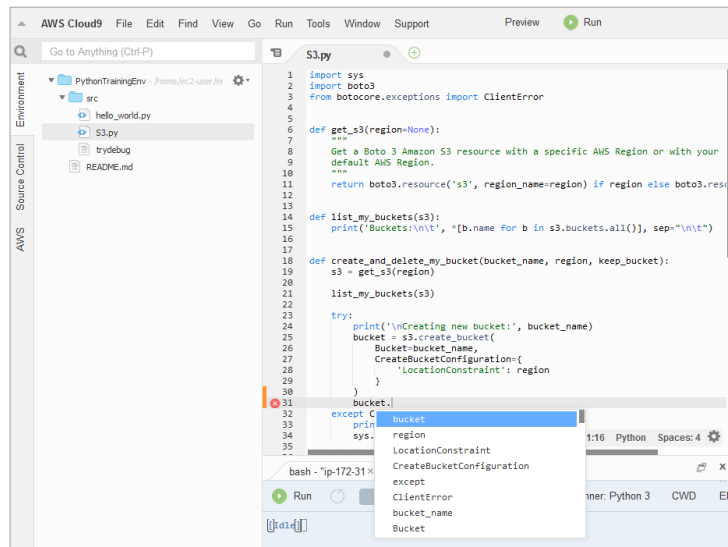 AWS Cloud9 File Edit Find View Go Run Tools Window Support Preview Run
Go to Anything (Ctrl-P)
S3.py
Environment
Source Control
AWS
PythonTrainingEnv - /home/ec2-user/er
src
hello_world.py
S3.py
trydebug
README.md
1 import sys
2 import boto3
3 from botocore.exceptions import ClientError
4
5
6 def get_s3(region=None):
7 """
8 Get a Boto 3 Amazon S3 resource with a specific AWS Region or with your
9 default AWS Region.
10 """
11 return boto3.resource('s3', region_name=region) if region else boto3.reso
12
13
14 def list_my_buckets(s3):
15 print('Buckets:\n\t', *[b.name for b in s3.buckets.all()], sep="\n\t")
16
17
18 def create_and_delete_my_bucket(bucket_name, region, keep_bucket):
19 s3 = get_s3(region)
20
21 list_my_buckets(s3)
22
23 try:
24 print('\nCreating new bucket:', bucket_name)
25 bucket = s3.create_bucket(
26 Bucket=bucket_name,
27 CreateBucketConfiguration={
28 'LocationConstraint': region
29 }
30 )
31 bucket.
32 except C
33 prin
34 sys.
35
bucket
region
LocationConstraint
CreateBucketConfiguration
except
ClientError
bucket_name
Bucket
1:16 Python Spaces: 4
bash - "ip-172-31
Run
nner: Python 3 CWD
[Idle]